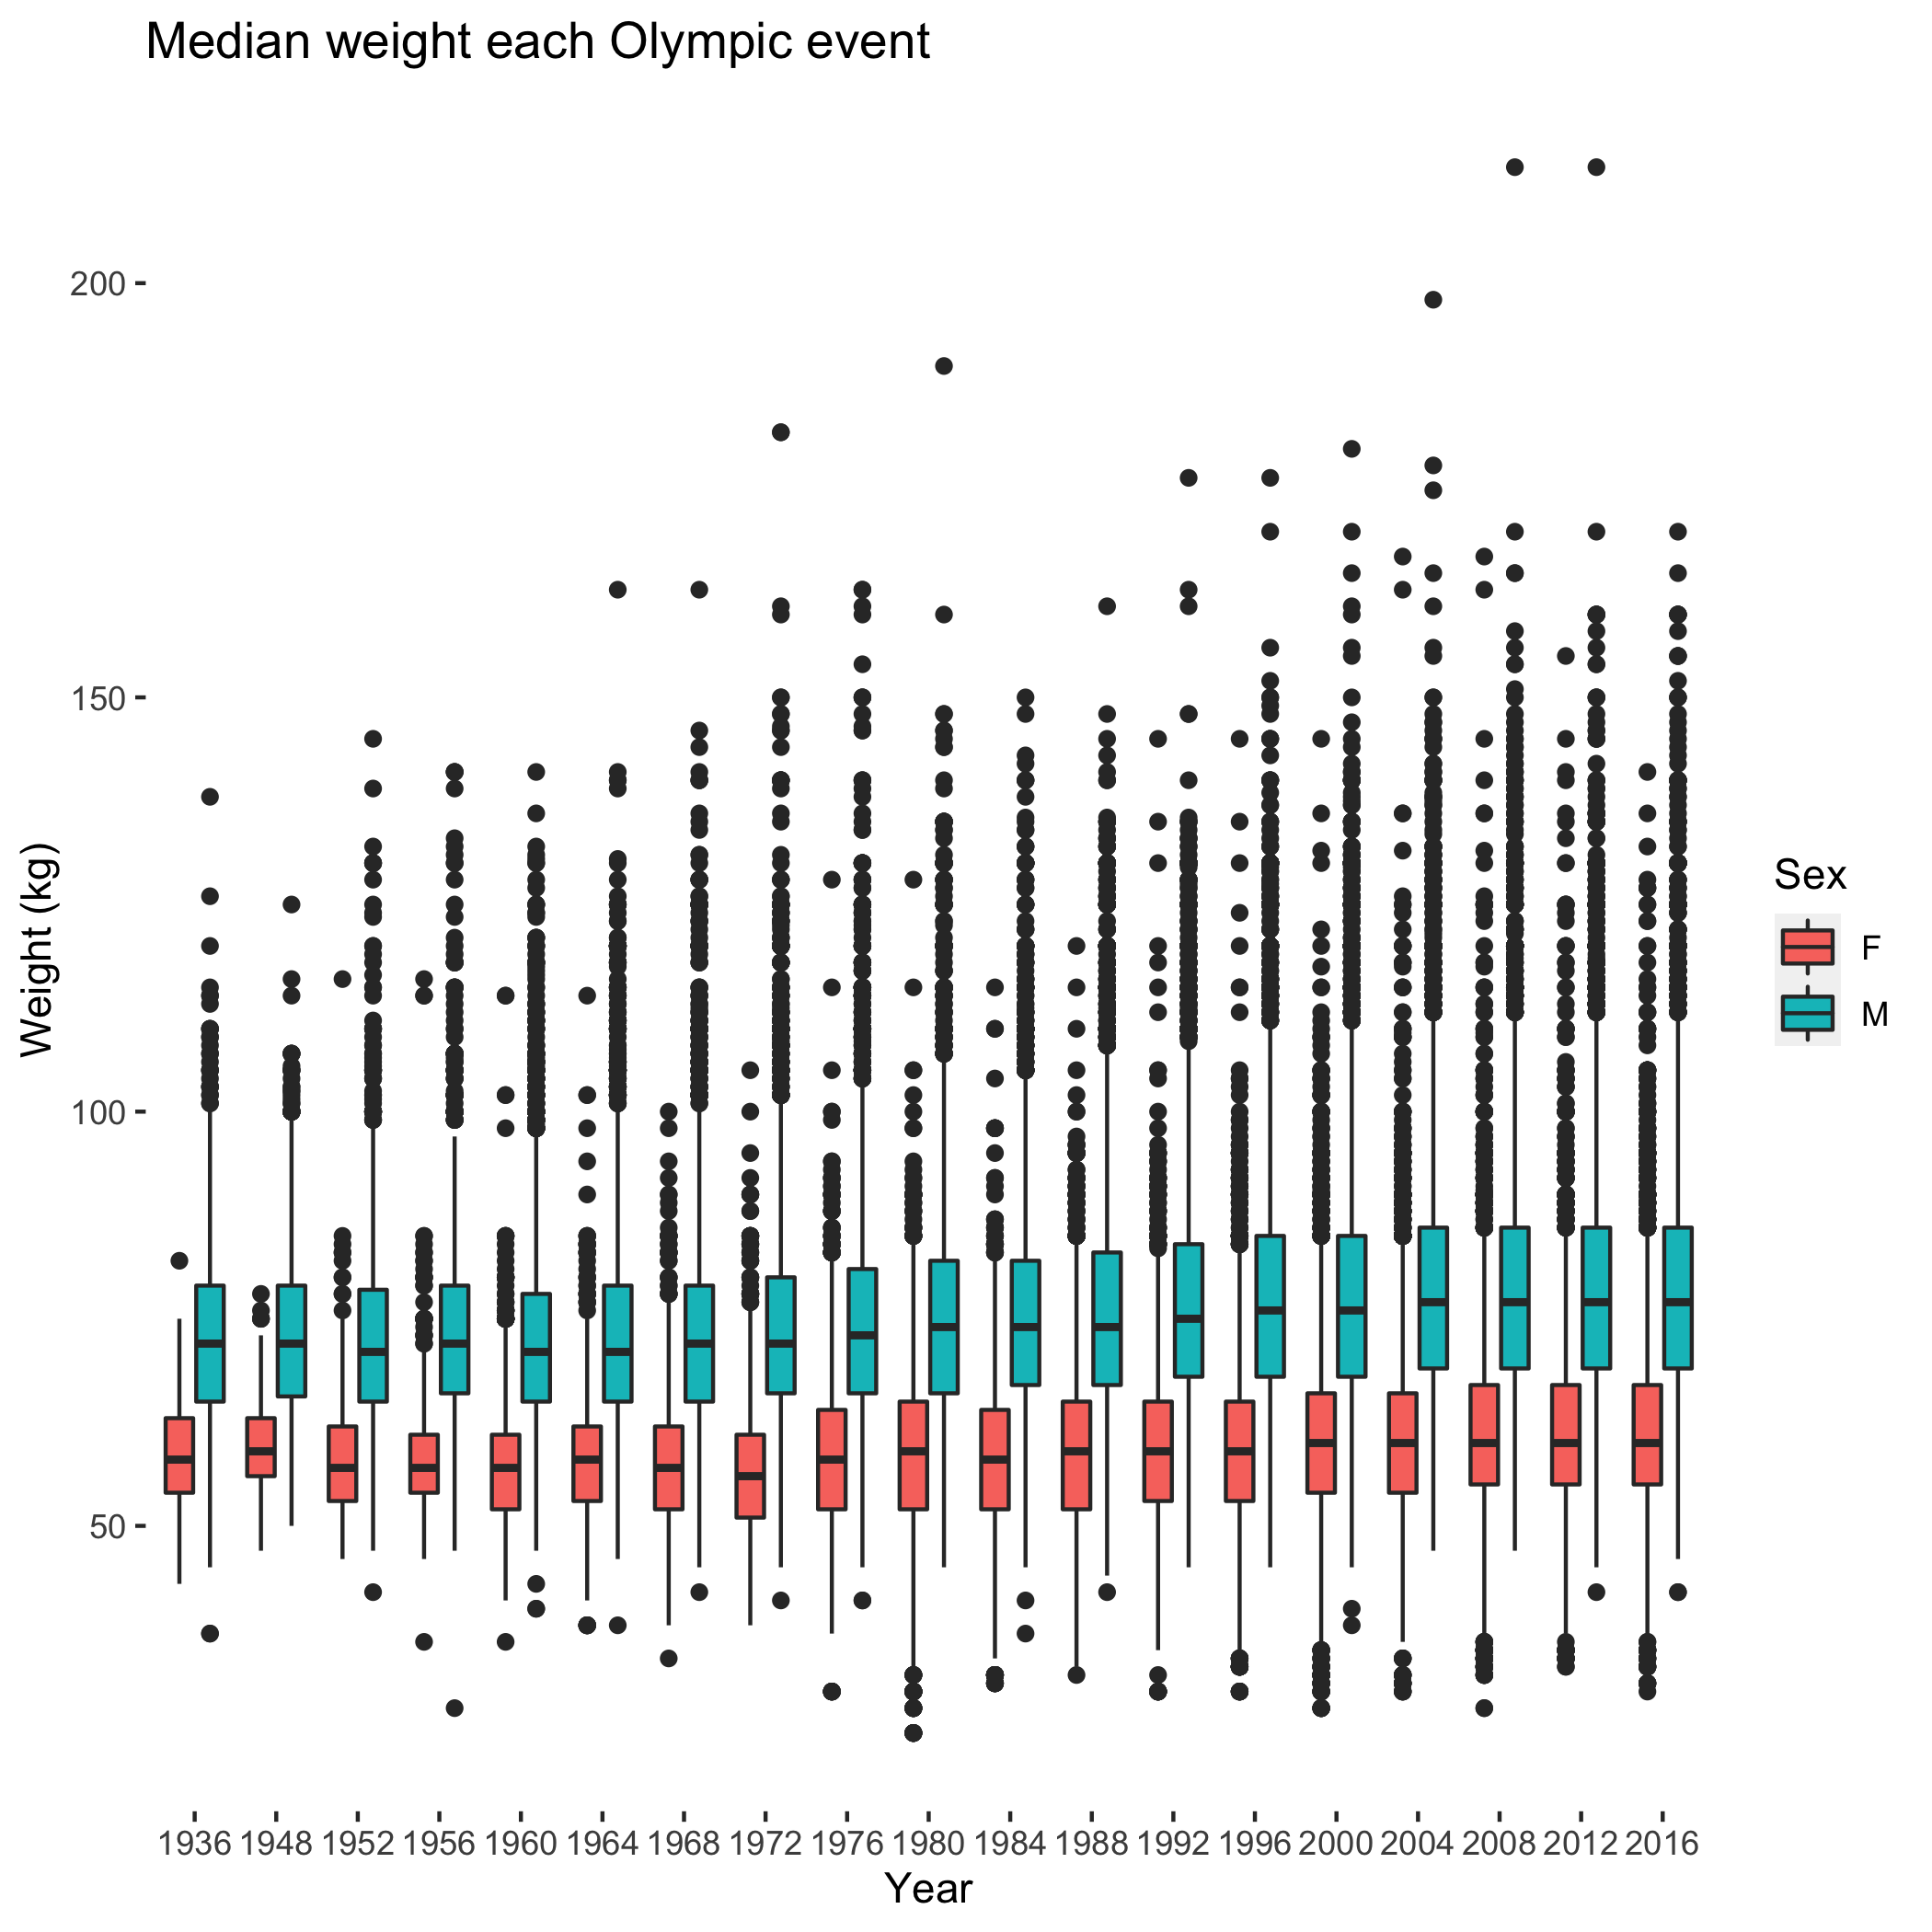 Median weight each Olympic event
200
150
100
50
Weight (kg)
1936 1948 1952 1956 1960 1964 1968 1972 1976 1980 1984 1988 1992 1996 2000 2004 2008 2012 2016
Year
Sex
F
M